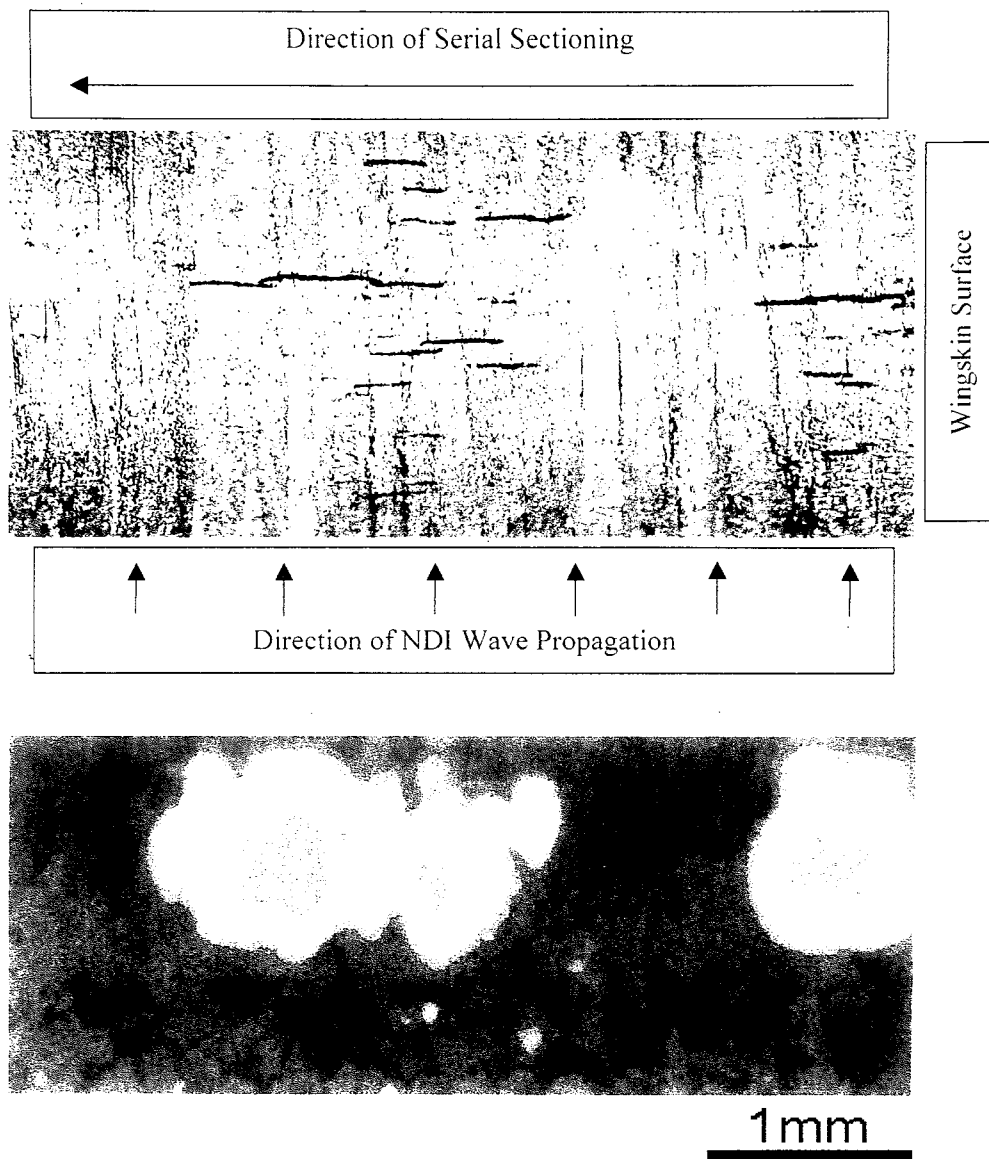 Direction of Serial Sectioning
Wingskin Surface
Direction of NDI Wave Propagation
1mm